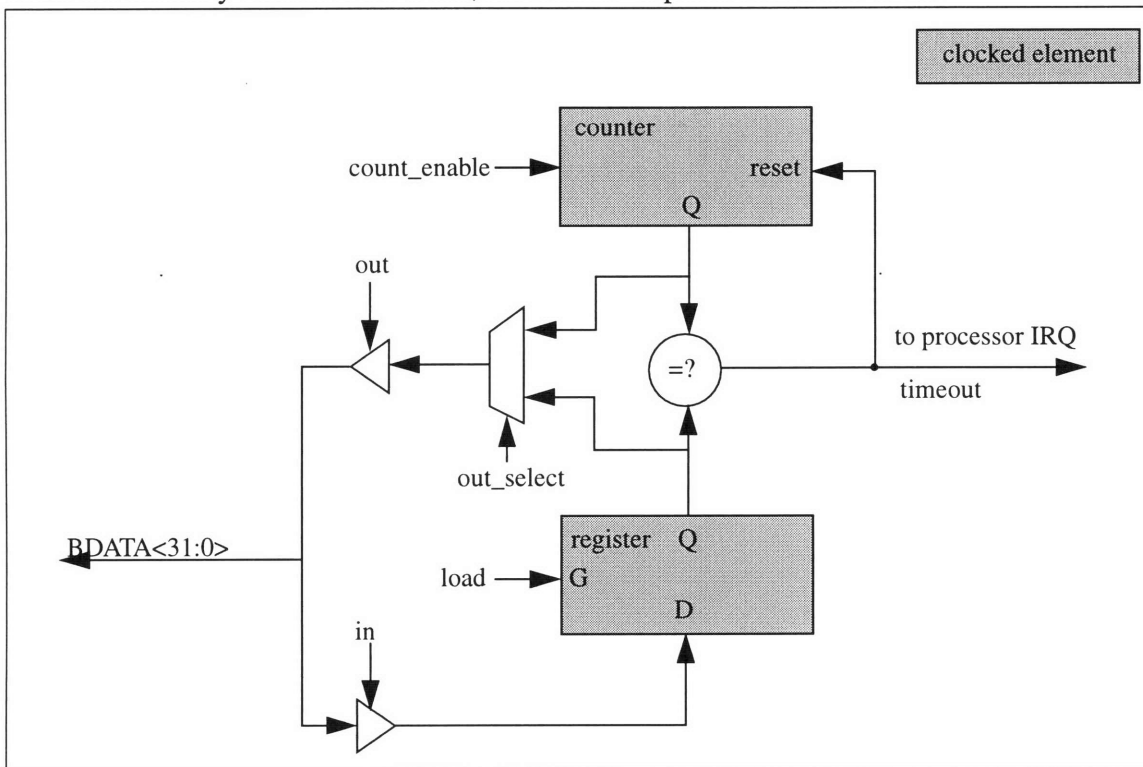 clocked element
counter
count_enable
reset
Q
out
to processor IRQ
=?
timeout
out_select
BDATA<31:0>
register Q
load
G
D
in